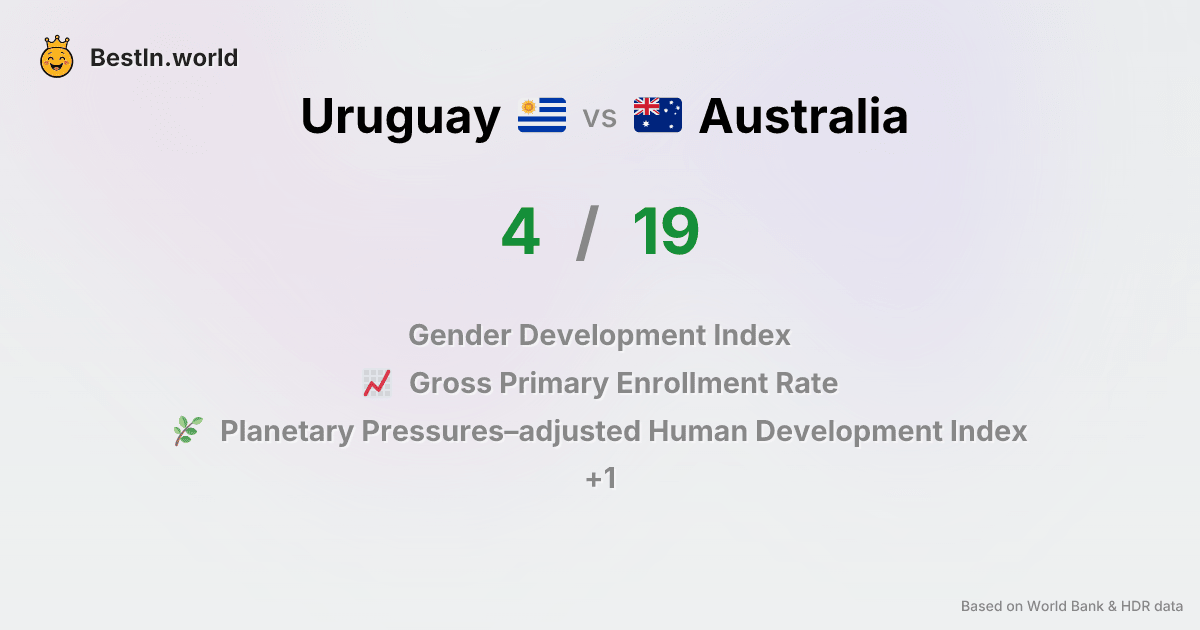 BestIn.world
Uruguay vs Australia
4 / 19
Gender Development Index
Gross Primary Enrollment Rate
Planetary Pressures–adjusted Human Development Index
+1
Based on World Bank & HDR data